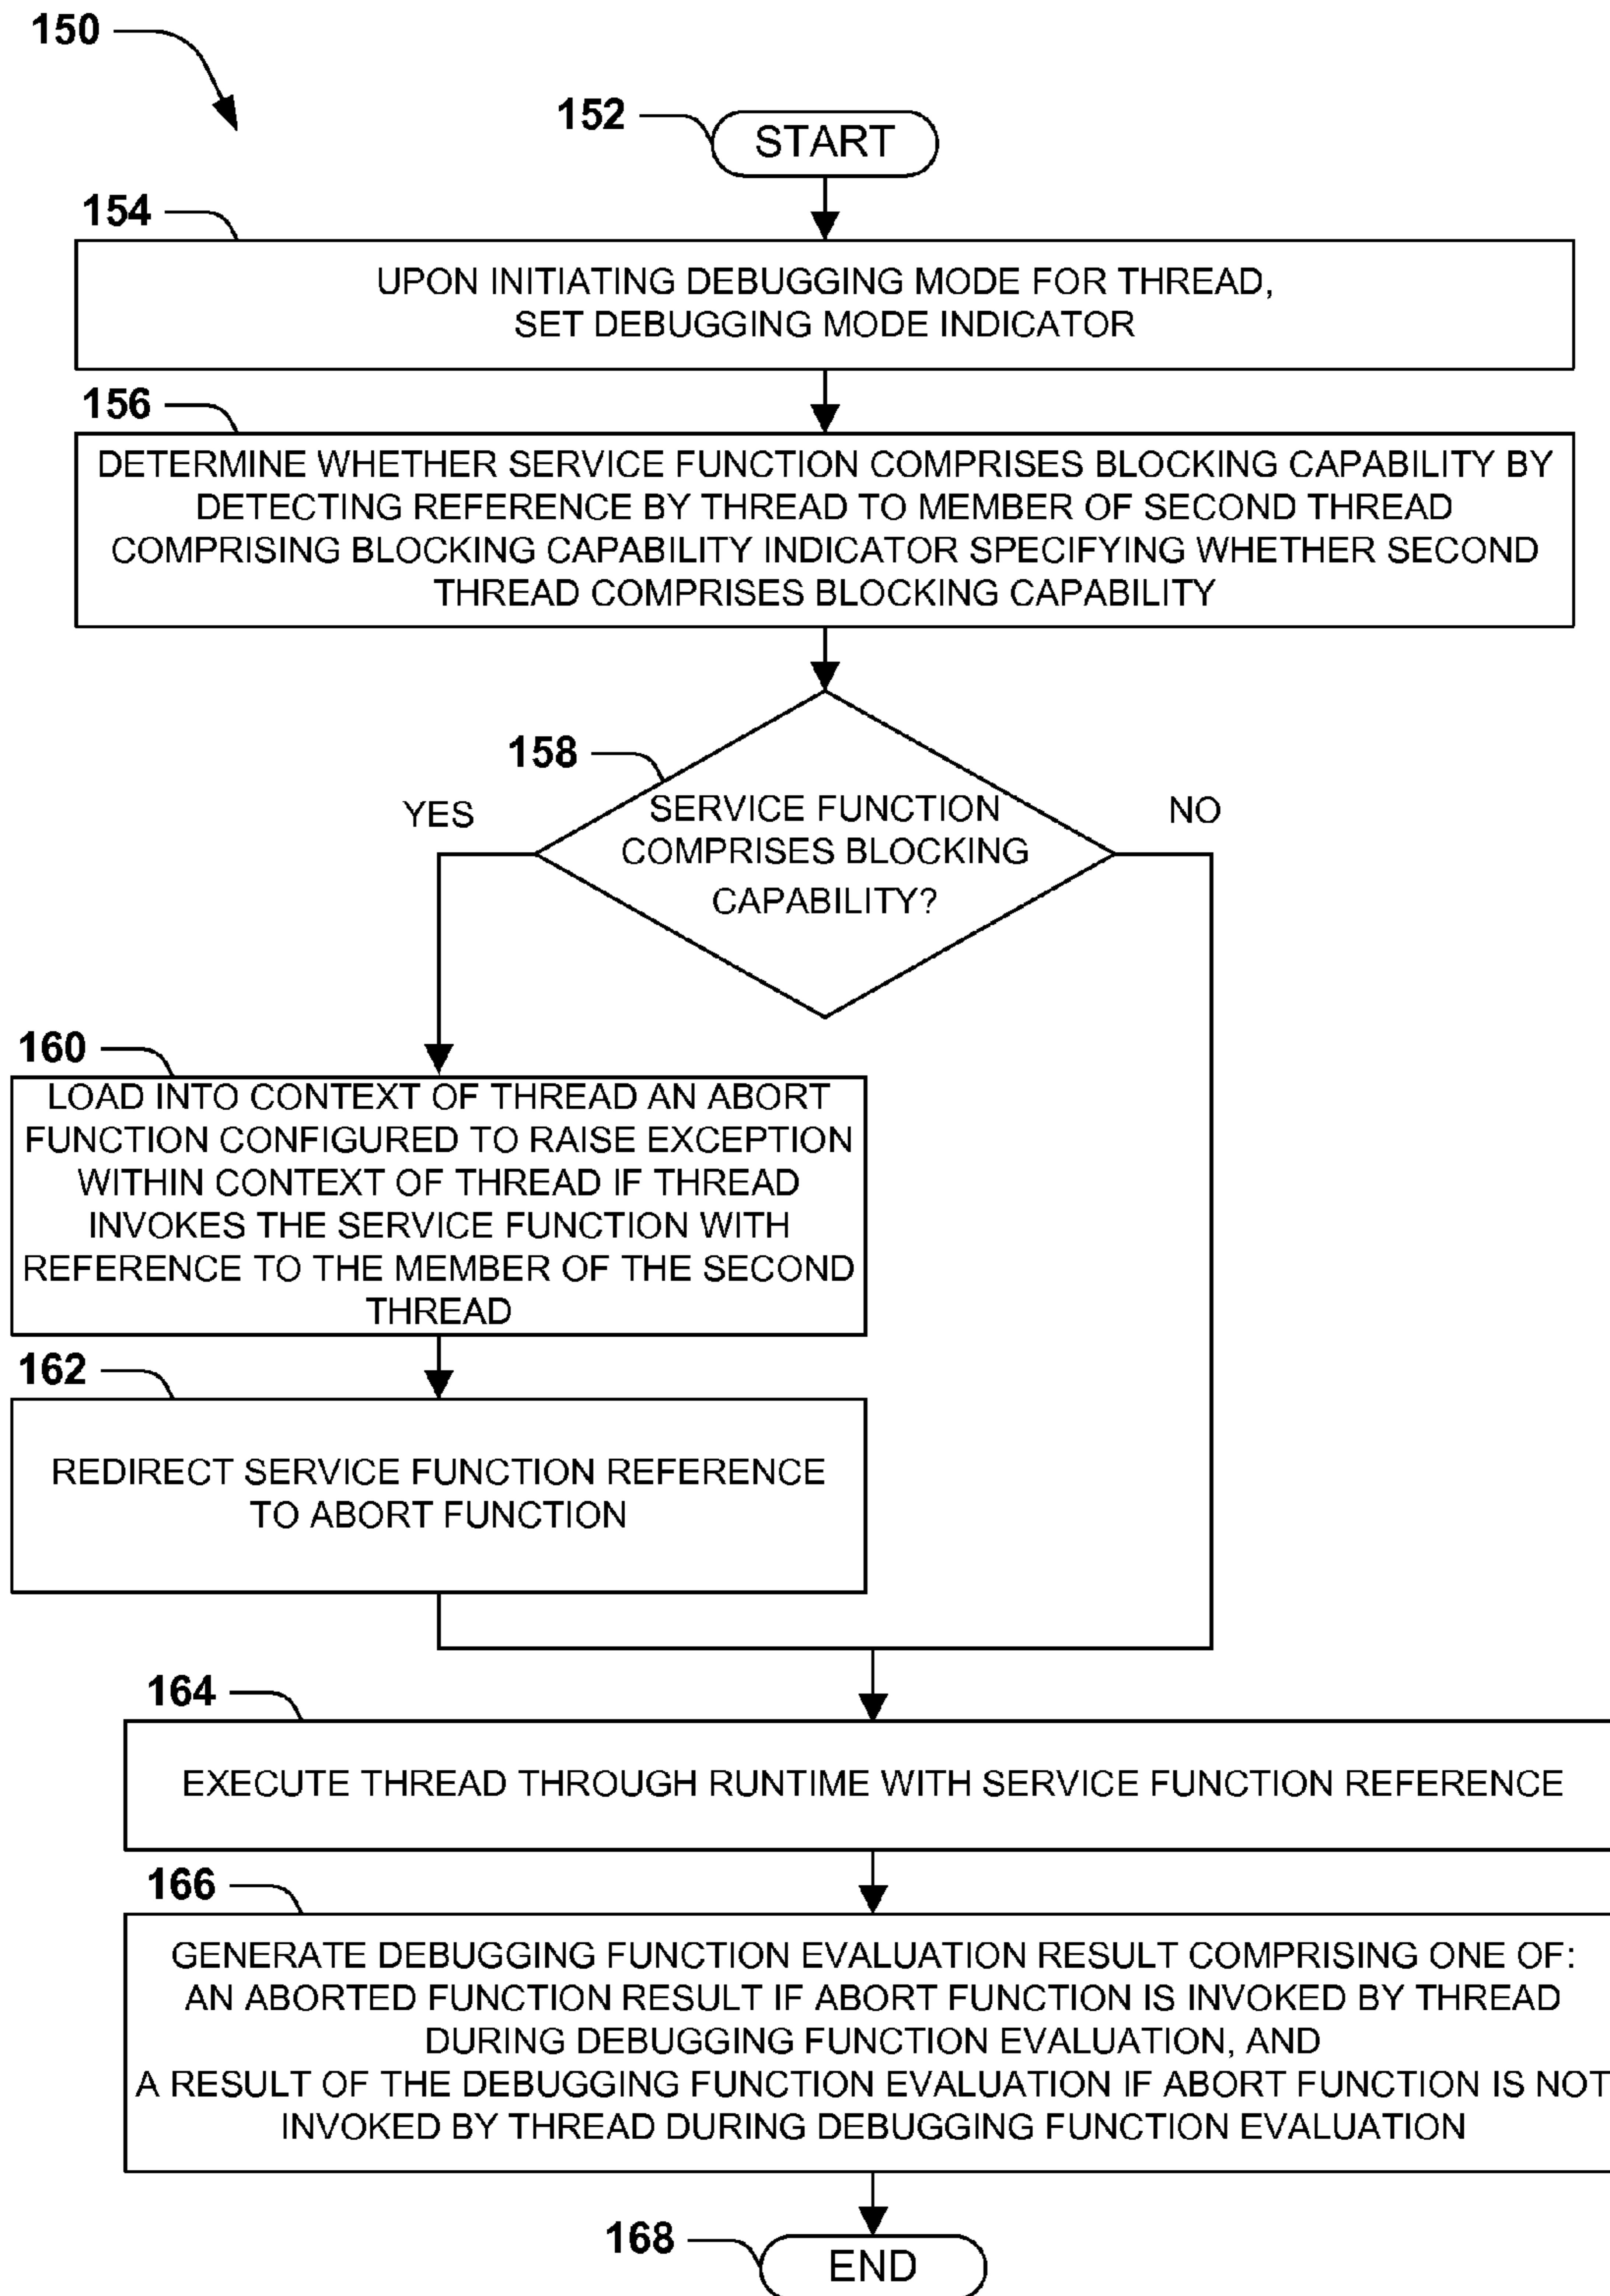 150
152
START
154
UPON INITIATING DEBUGGING MODE FOR THREAD,
SET DEBUGGING MODE INDICATOR
156
DETERMINE WHETHER SERVICE FUNCTION COMPRISES BLOCKING CAPABILITY BY
DETECTING REFERENCE BY THREAD TO MEMBER OF SECOND THREAD
COMPRISING BLOCKING CAPABILITY INDICATOR SPECIFYING WHETHER SECOND
THREAD COMPRISES BLOCKING CAPABILITY
158
YES
SERVICE FUNCTION
COMPRISES BLOCKING
CAPABILITY?
NO
160
LOAD INTO CONTEXT OF THREAD AN ABORT
FUNCTION CONFIGURED TO RAISE EXCEPTION
WITHIN CONTEXT OF THREAD IF THREAD
INVOKES THE SERVICE FUNCTION WITH
REFERENCE TO THE MEMBER OF THE SECOND
THREAD
162
REDIRECT SERVICE FUNCTION REFERENCE
TO ABORT FUNCTION
164
EXECUTE THREAD THROUGH RUNTIME WITH SERVICE FUNCTION REFERENCE
166
GENERATE DEBUGGING FUNCTION EVALUATION RESULT COMPRISING ONE OF:
AN ABORTED FUNCTION RESULT IF ABORT FUNCTION IS INVOKED BY THREAD
DURING DEBUGGING FUNCTION EVALUATION, AND
A RESULT OF THE DEBUGGING FUNCTION EVALUATION IF ABORT FUNCTION IS NOT
INVOKED BY THREAD DURING DEBUGGING FUNCTION EVALUATION
168
END